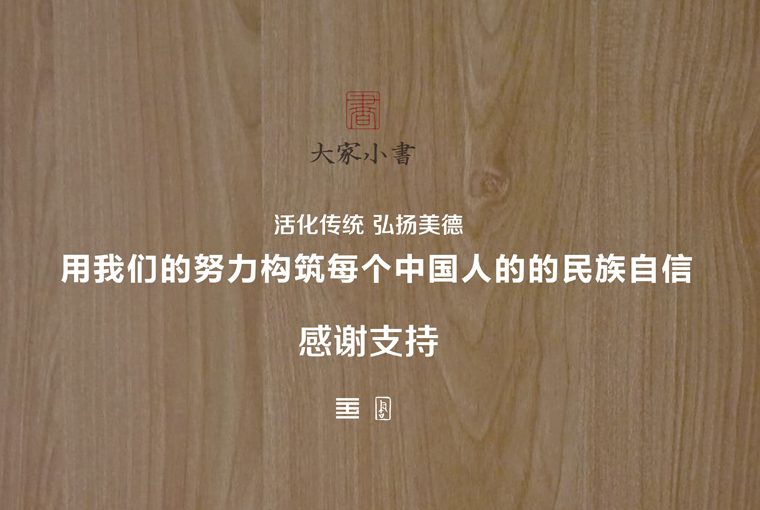 大家小書
活化传统 弘扬美德
用我们的努力构筑每个中国人的的民族自信
感谢支持